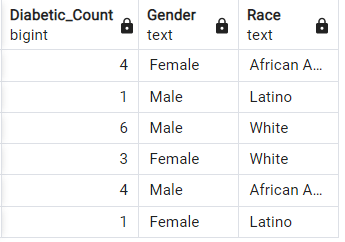 Diabetic_Count Gender Race
bigint text text
4 Female African A...
1 Male Latino
6 Male White
3 Female White
4 Male African A...
1 Female Latino